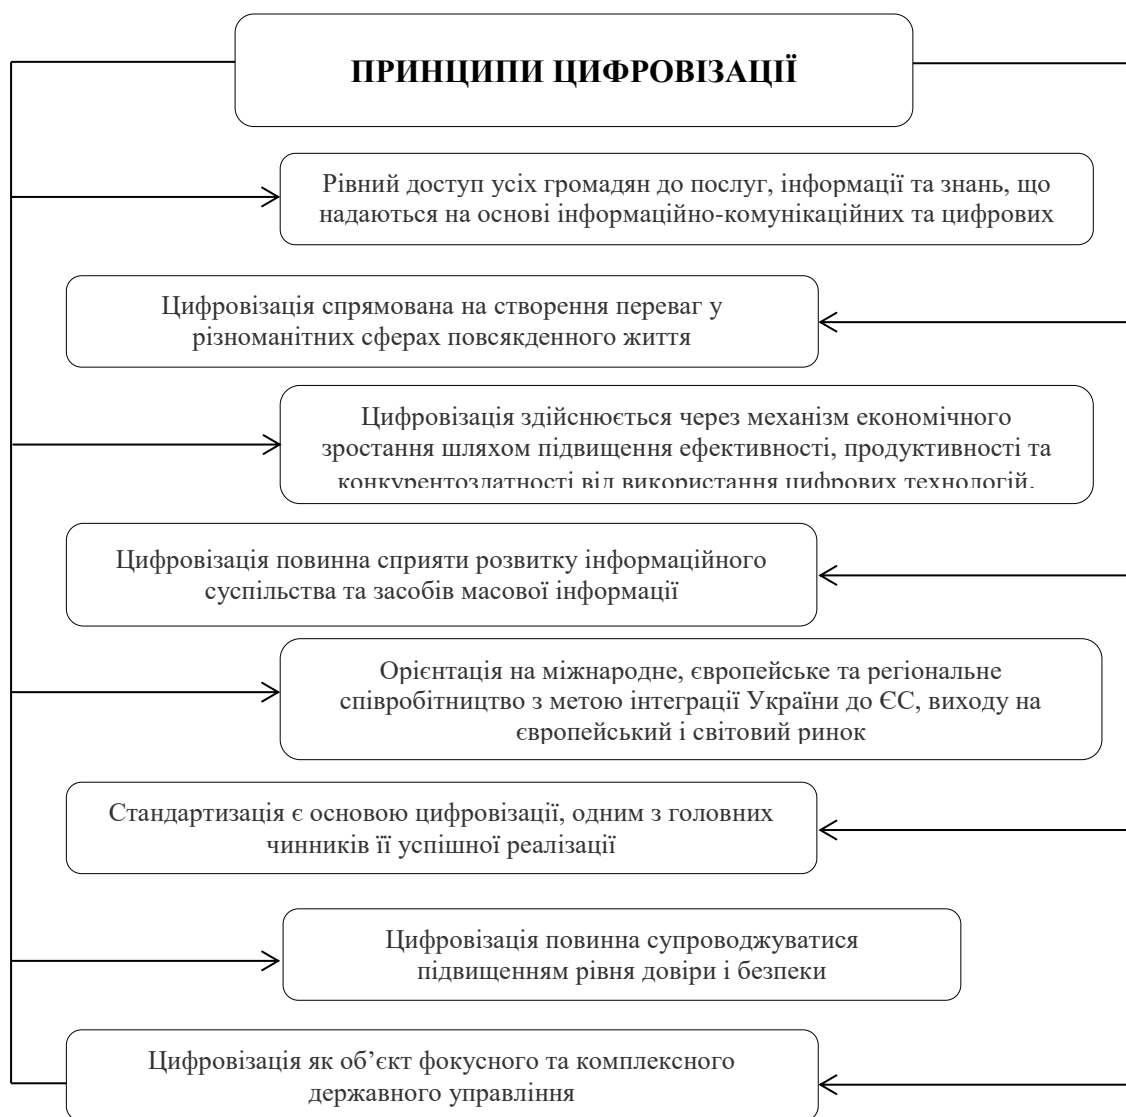 ПРИНЦИПИ ЦИФРОВІЗАЦІЇ
Рівний доступ усіх громадян до послуг, інформації та знань, що
надаються на основі інформаційно-комунікаційних та цифрових
Цифровізація спрямована на створення переваг у
різноманітних сферах повсякденного життя
Цифровізація здійснюється через механізм економічного
зростання шляхом підвищення ефективності, продуктивності та
конкурентоздатності від використання цифрових технологій.
Цифровізація повинна сприяти розвитку інформаційного
суспільства та засобів масової інформації
Орієнтація на міжнародне, європейське та регіональне
співробітництво з метою інтеграції України до ЄС, виходу на
європейський і світовий ринок
Стандартизація є основою цифровізації, одним з головних
чинників її успішної реалізації
Цифровізація повинна супроводжуватися
підвищенням рівня довіри і безпеки
Цифровізація як об’єкт фокусного та комплексного
державного управління